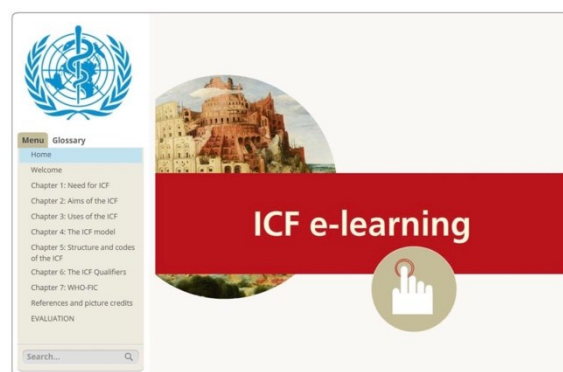 Menu Glossary
Home
Welcome
Chapter 1: Need for ICF
Chapter 2: Aims of the ICF
Chapter 3: Uses of the ICF
Chapter 4: The ICF model
Chapter 5: Structure and codes
of the ICF
Chapter 6: The ICF Qualifiers
Chapter 7: WHO-FIC
References and picture credits
EVALUATION
Search...
ICF e-learning